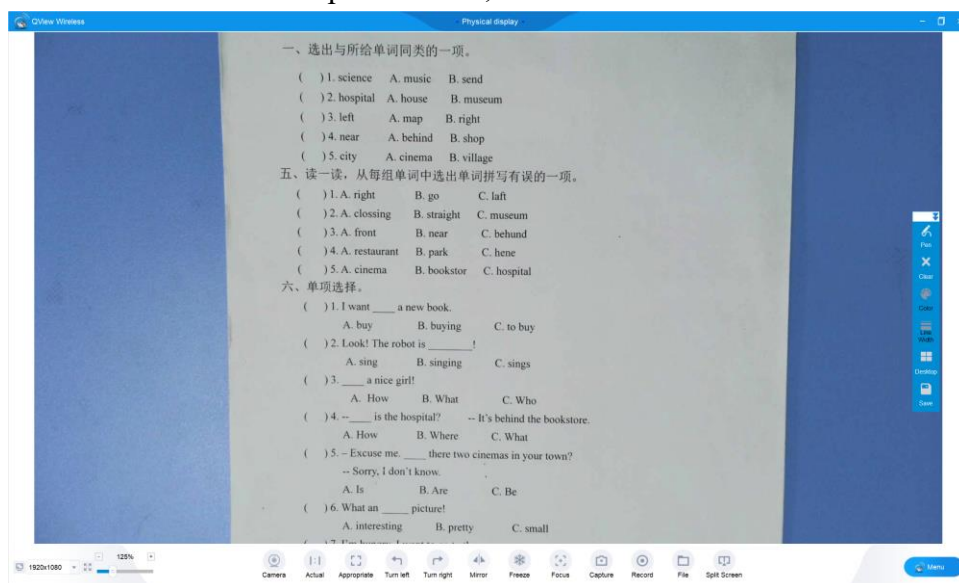 QView Wireless
Physical display
一、选出与所给单词同类的一项。
( ) 1. science A. music B. send
( ) 2. hospital A. house B. museum
( ) 3. left A. map B. right
( ) 4. near A. behind B. shop
( ) 5. city A. cinema B. village
五、读一读，从每组单词中选出单词拼写有误的一项。
( ) 1. A. right B. go C. laft
( ) 2. A. clossing B. straight C. museum
( ) 3. A. front B. near C. behund
( ) 4. A. restaurant B. park C. hene
( ) 5. A. cinema B. bookstor C. hospital
六、单项选择。
( ) 1. I want ____ a new book.
A. buy B. buying C. to buy
( ) 2. Look! The robot is ________!
A. sing B. singing C. sings
( ) 3. ____ a nice girl!
A. How B. What C. Who
( ) 4. --____ is the hospital? -- It's behind the bookstore.
A. How B. Where C. What
( ) 5. – Excuse me. ____ there two cinemas in your town?
-- Sorry, I don't know.
A. Is B. Are C. Be
( ) 6. What an _____ picture!
A. interesting B. pretty C. small
Pen
Clear
Color
Line Width
Desktop
Save
1920x1080 - 125% +
Camera Actual Appropriate Turn left Turn right Mirror Freeze Focus Capture Record File Split Screen
Menu